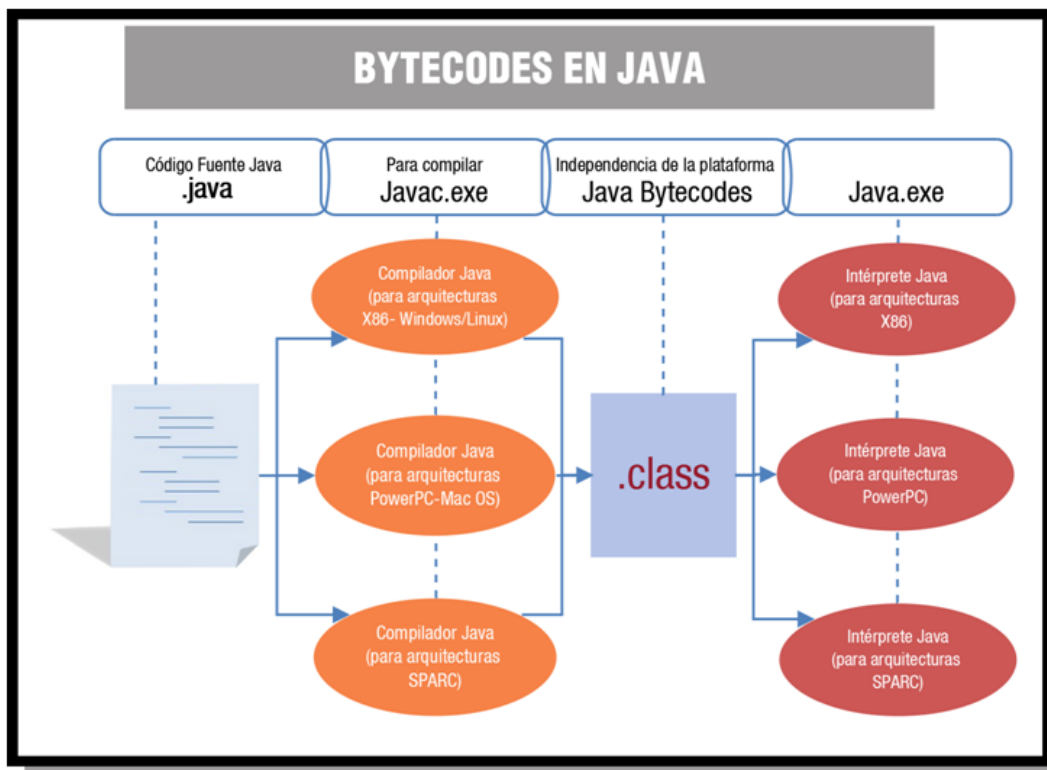 BYTECODES EN JAVA
Código Fuente Java
.java
Para compilar
Javac.exe
Independencia de la plataforma
Java Bytecodes
Java.exe
Compilador Java
(para arquitecturas
X86- Windows/Linux)
Compilador Java
(para arquitecturas
PowerPC-Mac OS)
Compilador Java
(para arquitecturas
SPARC)
.class
Intérprete Java
(para arquitecturas
X86)
Intérprete Java
(para arquitecturas
PowerPC)
Intérprete Java
(para arquitecturas
SPARC)